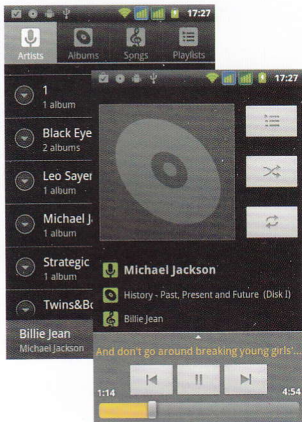 17:27
Artists Albums Songs Playlists
1
1 album
Black Eye
2 albums
Leo Sayer
1 album
Michael J
1 album
Strategic
1 album
Twins&Bo
Billie Jean
Michael Jackson
17:27
Michael Jackson
History - Past, Present and Future (Disk I)
Billie Jean
And don't go around breaking young girls'...
1:14
4:54